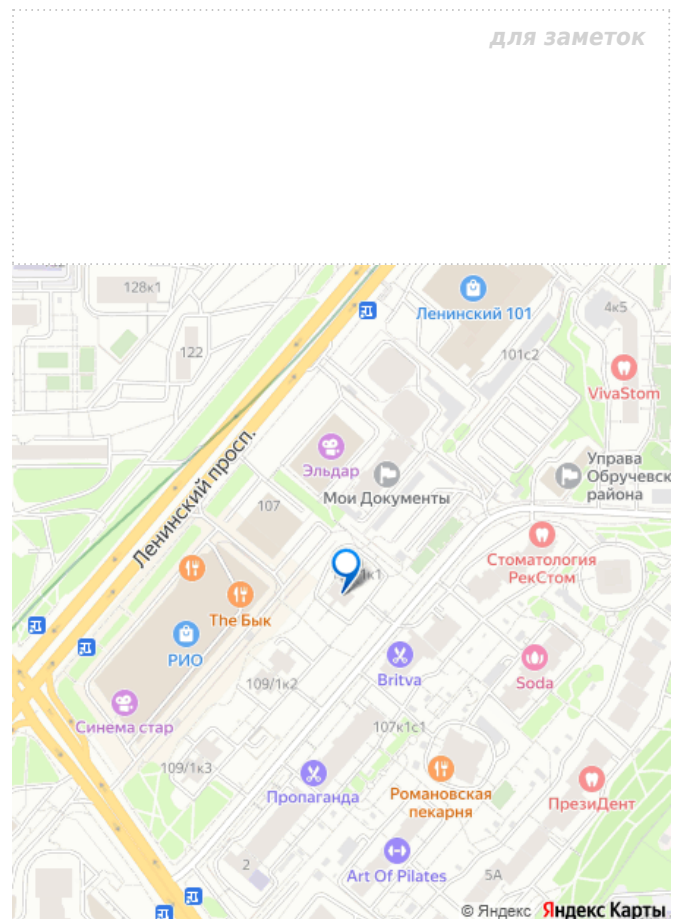 для заметок
128к1
Ленинский 101
4к5
122
101с2
VivaStom
Ленинский просп.
Эльдар
Мои Документы
Управа
Обручевск
района
107
Стоматология
РекСтом
1к1
The Бык
РИО
Britva
Soda
109/1к2
107к1с1
Синема стар
109/1к3
Пропаганда
Романовская
пекарня
ПрезиДент
2
Art Of Pilates
5А
© Яндекс Яндекс Карты